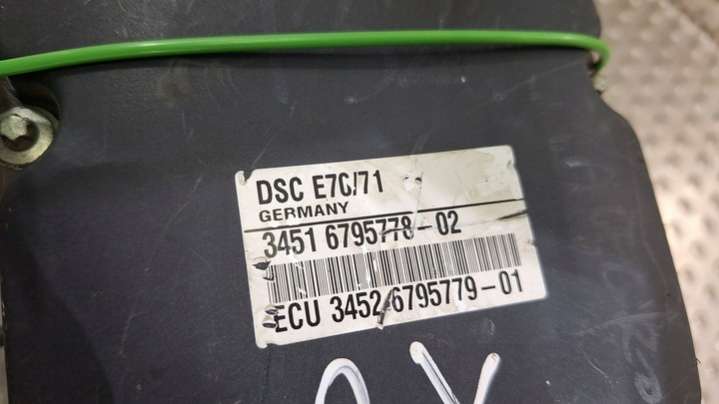 DSC E70/71
GERMANY
3451 6795778-02
ECU 3452 6795779-01